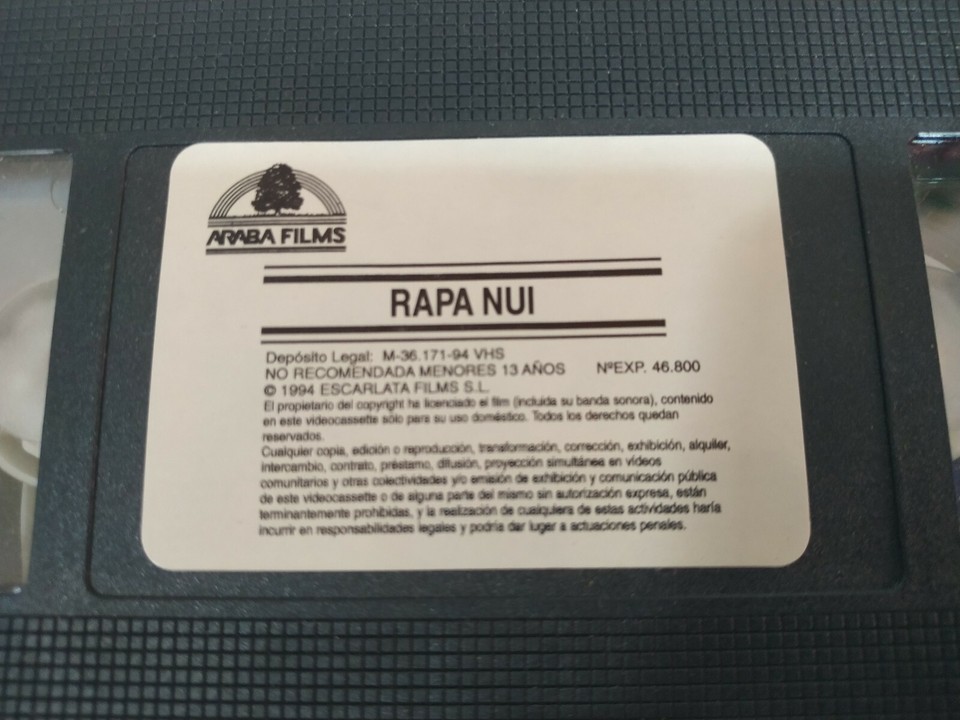 ARABA FILMS
RAPA NUI
Depósito Legal: M-36.171-94 VHS
NO RECOMENDADA MENORES 13 AÑOS NºEXP. 46.800
© 1994 ESCARLATA FILMS S.L.
El propietario del copyright ha licenciado el film (incluida su banda sonora), contenido
en este videocassette sólo para su uso doméstico. Todos los derechos quedan
reservados.
Cualquier copia, edición o reproducción, transformación, corrección, exhibición, alquiler,
intercambio, contrato, préstamo, difusión, proyección simultánea en vídeos
comunitarios y otras colectividades y/o emisión de exhibición y comunicación pública
de este videocassette o de alguna parte del mismo sin autorización expresa, están
terminantemente prohibidas, y la realización de cualquiera de estas actividades haría
incurrir en responsabilidades legales y podría dar lugar a actuaciones penales.